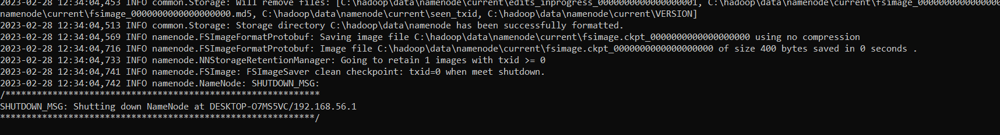 2023-02-28 12:34:04,453 INFO common.Storage: Will remove files: [C:\hadoop\data\namenode\current\edits_inprogress_0000000000000000001, C:\hadoop\data\namenode\current\fsimage_000000000000000
namenode\current\fsimage_0000000000000000000.md5, C:\hadoop\data\namenode\current\seen_txid, C:\hadoop\data\namenode\current\VERSION]
2023-02-28 12:34:04,513 INFO common.Storage: Storage directory C:\hadoop\data\namenode has been successfully formatted.
2023-02-28 12:34:04,569 INFO namenode.FSImageFormatProtobuf: Saving image file C:\hadoop\data\namenode\current\fsimage.ckpt_0000000000000000000 using no compression
2023-02-28 12:34:04,716 INFO namenode.FSImageFormatProtobuf: Image file C:\hadoop\data\namenode\current\fsimage.ckpt_0000000000000000000 of size 400 bytes saved in 0 seconds .
2023-02-28 12:34:04,733 INFO namenode.NNStorageRetentionManager: Going to retain 1 images with txid >= 0
2023-02-28 12:34:04,741 INFO namenode.FSImage: FSImageSaver clean checkpoint: txid=0 when meet shutdown.
2023-02-28 12:34:04,742 INFO namenode.NameNode: SHUTDOWN_MSG:
/************************************************************
SHUTDOWN_MSG: Shutting down NameNode at DESKTOP-O7MS5VC/192.168.56.1
************************************************************/